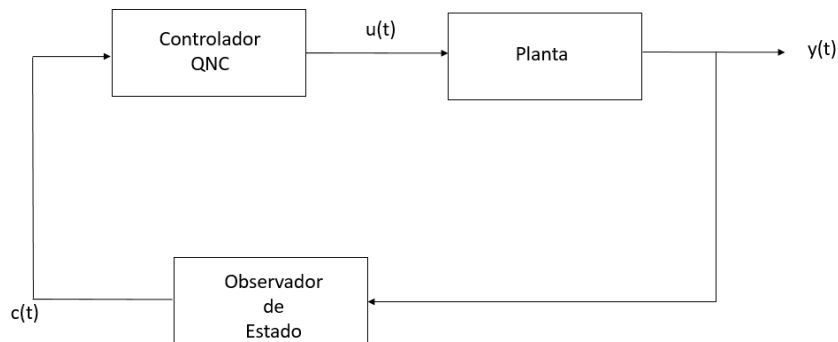 Controlador
QNC
u(t)
Planta
y(t)
Observador
de
Estado
c(t)